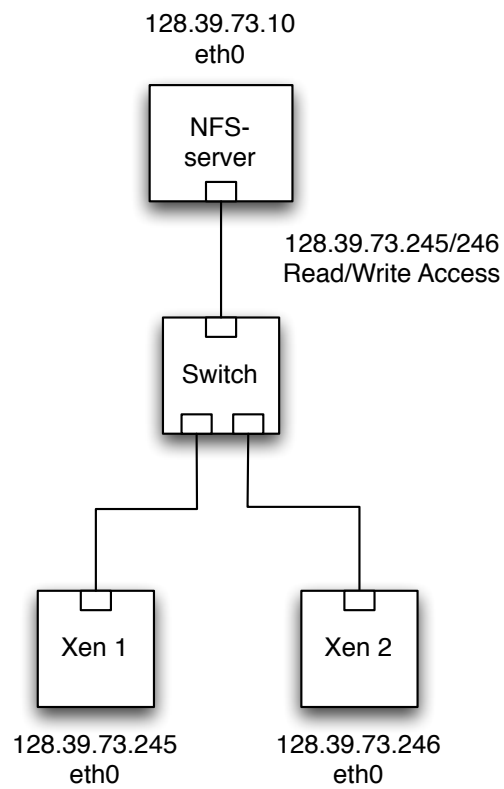 128.39.73.10
eth0
NFS-
server
128.39.73.245/246
Read/Write Access
Switch
Xen 1
Xen 2
128.39.73.245
eth0
128.39.73.246
eth0